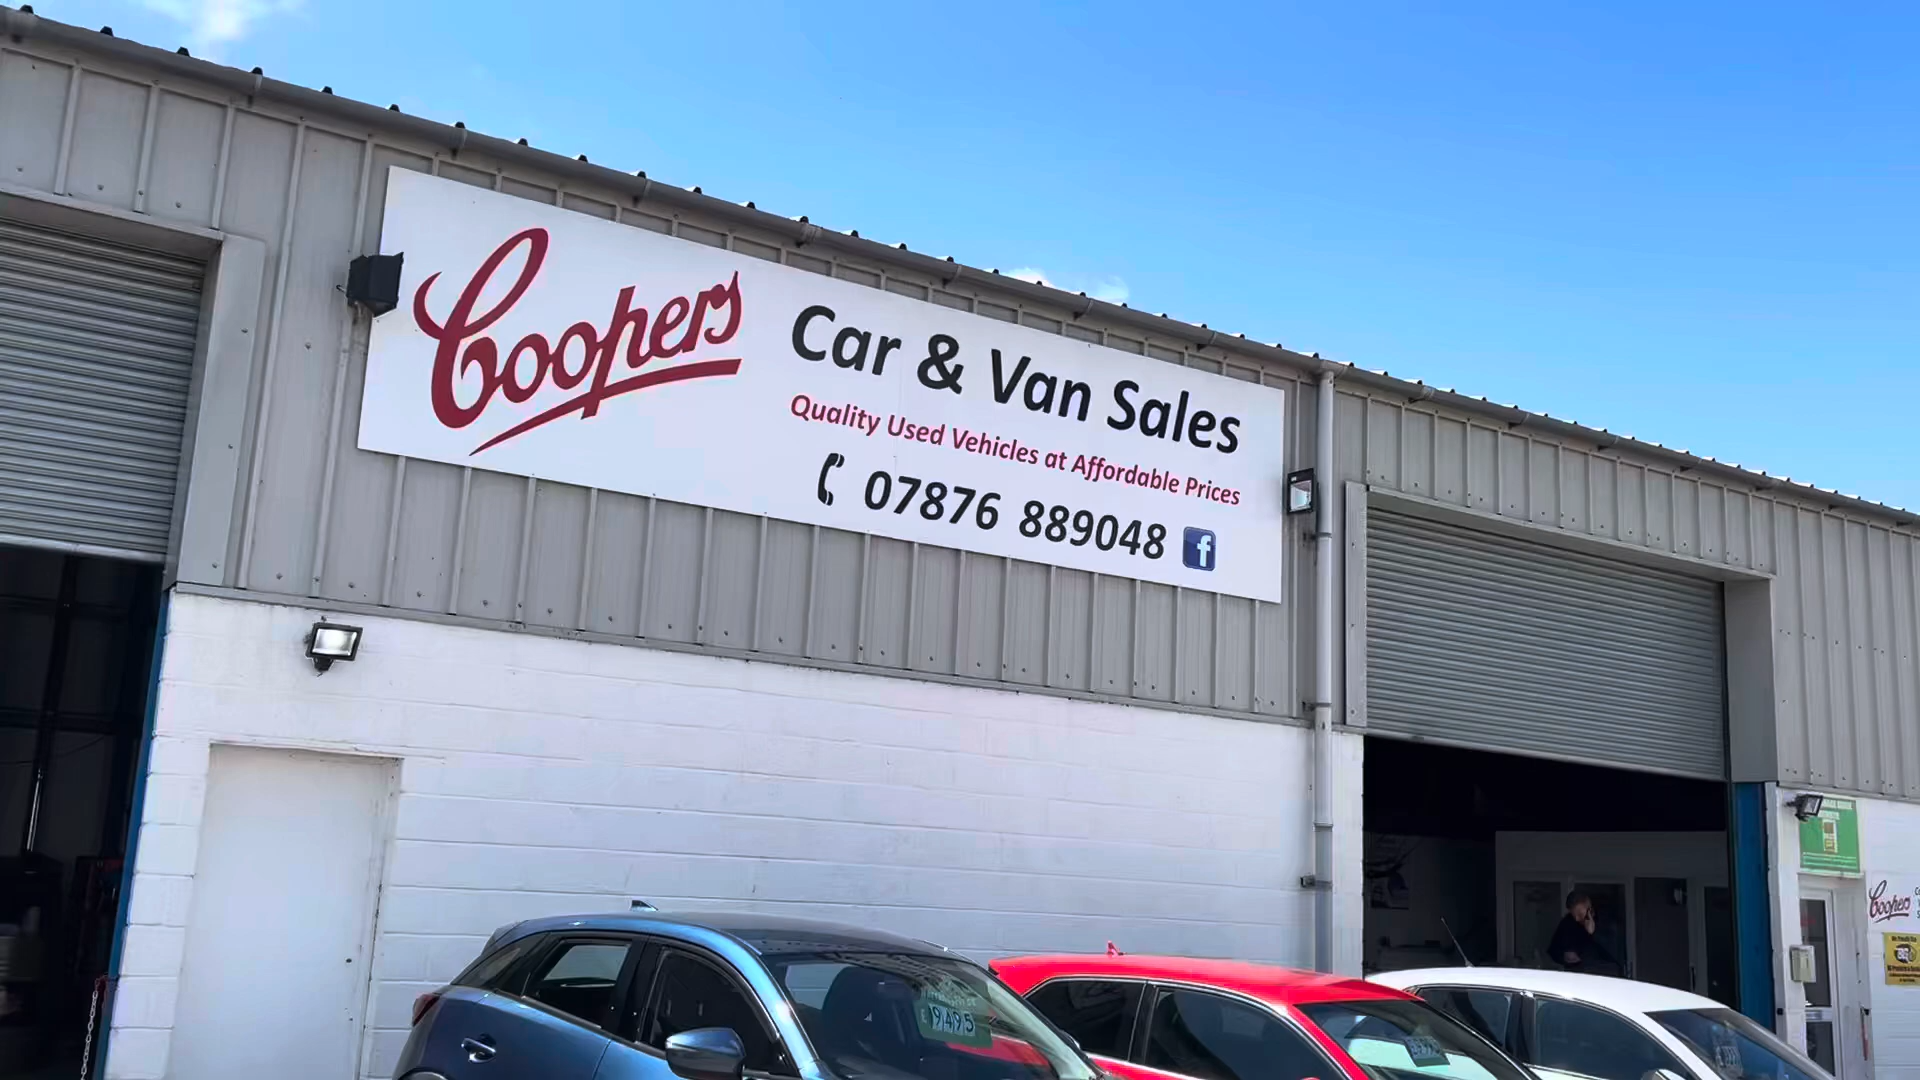 Coopers
Car & Van Sales
Quality Used Vehicles at Affordable Prices
07876 889048
f
£9495
Coopers